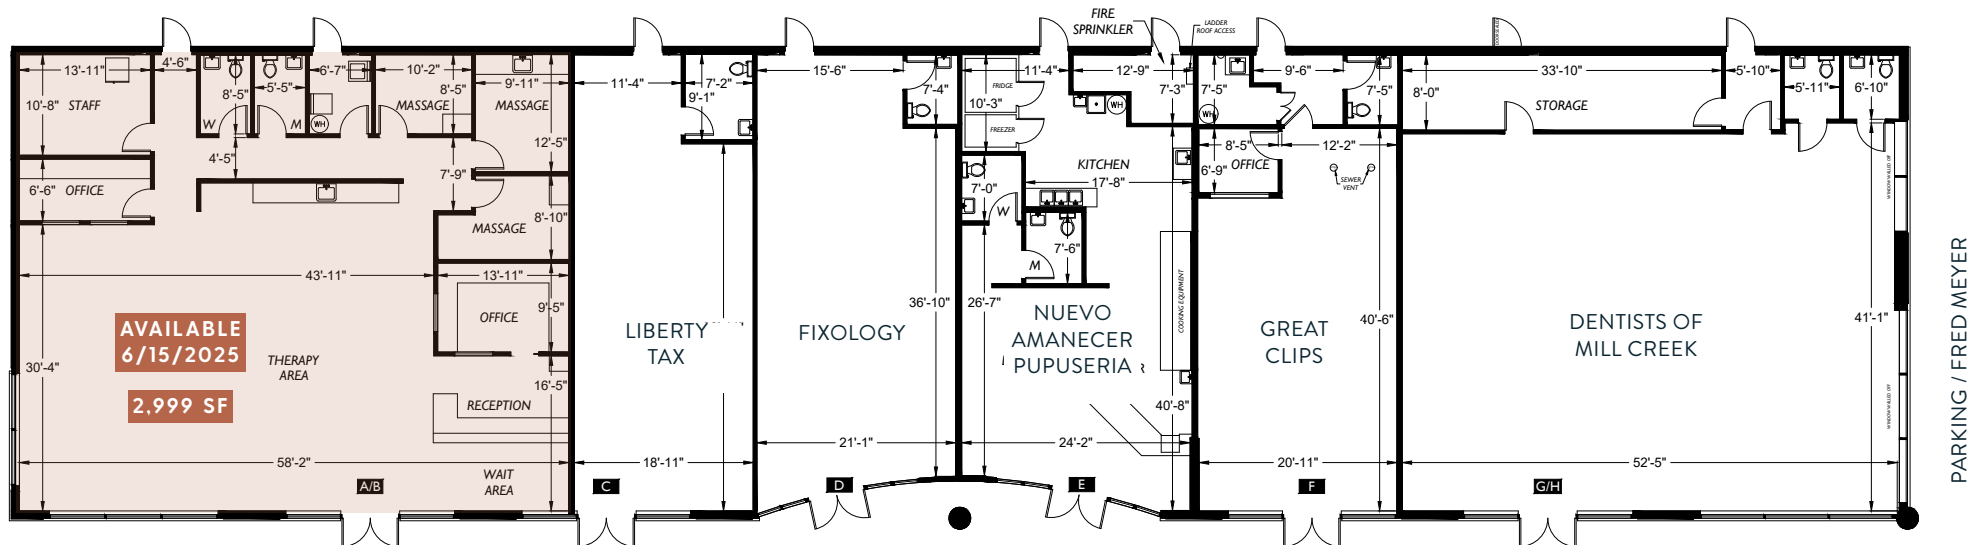 FIRE
SPRINKLER
LADDER
ROOF ACCESS
13'-11"
4'-6"
6'-7"
10'-2"
9'-11"
11'-4"
7'-2"
15'-6"
11'-4"
12'-9"
9'-6"
33'-10"
5'-10"
10'-8"
STAFF
8'-5"
5'-5"
W
M
WH
MASSAGE
8'-5"
MASSAGE
12'-5"
9'-1"
7'-4"
FRIDGE
10'-3"
FREEZER
WH
7'-3"
7'-5"
WH
7'-5"
8'-0"
STORAGE
5'-11"
6'-10"
4'-5"
7'-9"
6'-6"
OFFICE
8'-10"
MASSAGE
KITCHEN
17'-8"
7'-0"
W
7'-6"
M
8'-5"
6'-9"
OFFICE
12'-2"
SEWER
VENT
WINDOW WALLED OFF
43'-11"
13'-11"
9'-5"
OFFICE
36'-10"
26'-7"
COOKING EQUIPMENT
40'-6"
41'-1"
AVAILABLE
6/15/2025
2,999 SF
30'-4"
THERAPY
AREA
16'-5"
RECEPTION
LIBERTY
TAX
FIXOLOGY
NUEVO
AMANECER
PUPUSERIA
GREAT
CLIPS
DENTISTS OF
MILL CREEK
WINDOW WALLED OFF
40'-8"
58'-2"
18'-11"
21'-1"
24'-2"
20'-11"
52'-5"
WAIT
AREA
A/B
C
D
E
F
G/H
PARKING / FRED MEYER